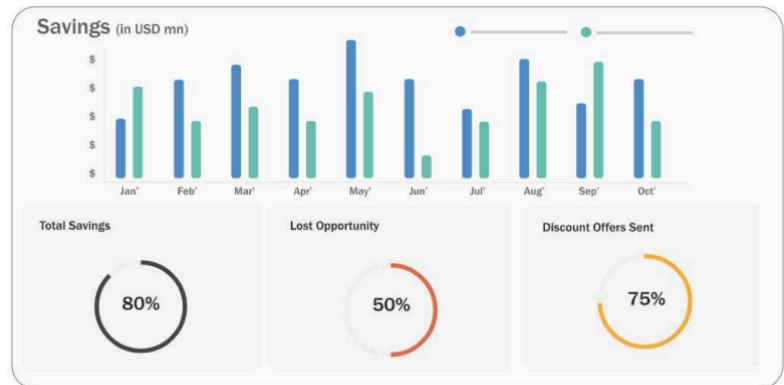 Savings (in USD mn)
$
$
$
$
$
Jan' Feb' Mar' Apr' May' Jun' Jul' Aug' Sep' Oct'
Total Savings
80%
Lost Opportunity
50%
Discount Offers Sent
75%